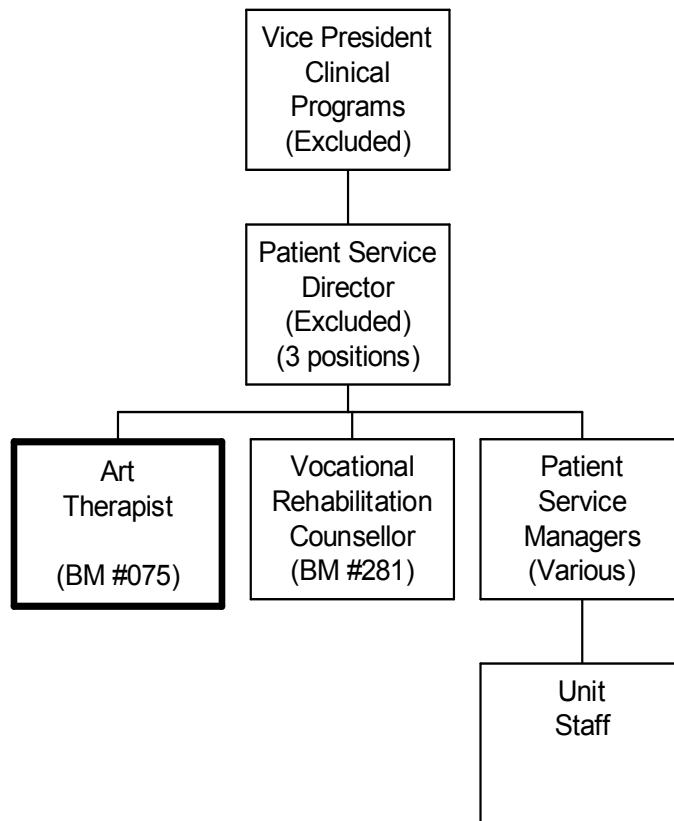 Vice President
Clinical
Programs
(Excluded)
Patient Service
Director
(Excluded)
(3 positions)
Art
Therapist
(BM #075)
Vocational
Rehabilitation
Counsellor
(BM #281)
Patient
Service
Managers
(Various)
Unit
Staff